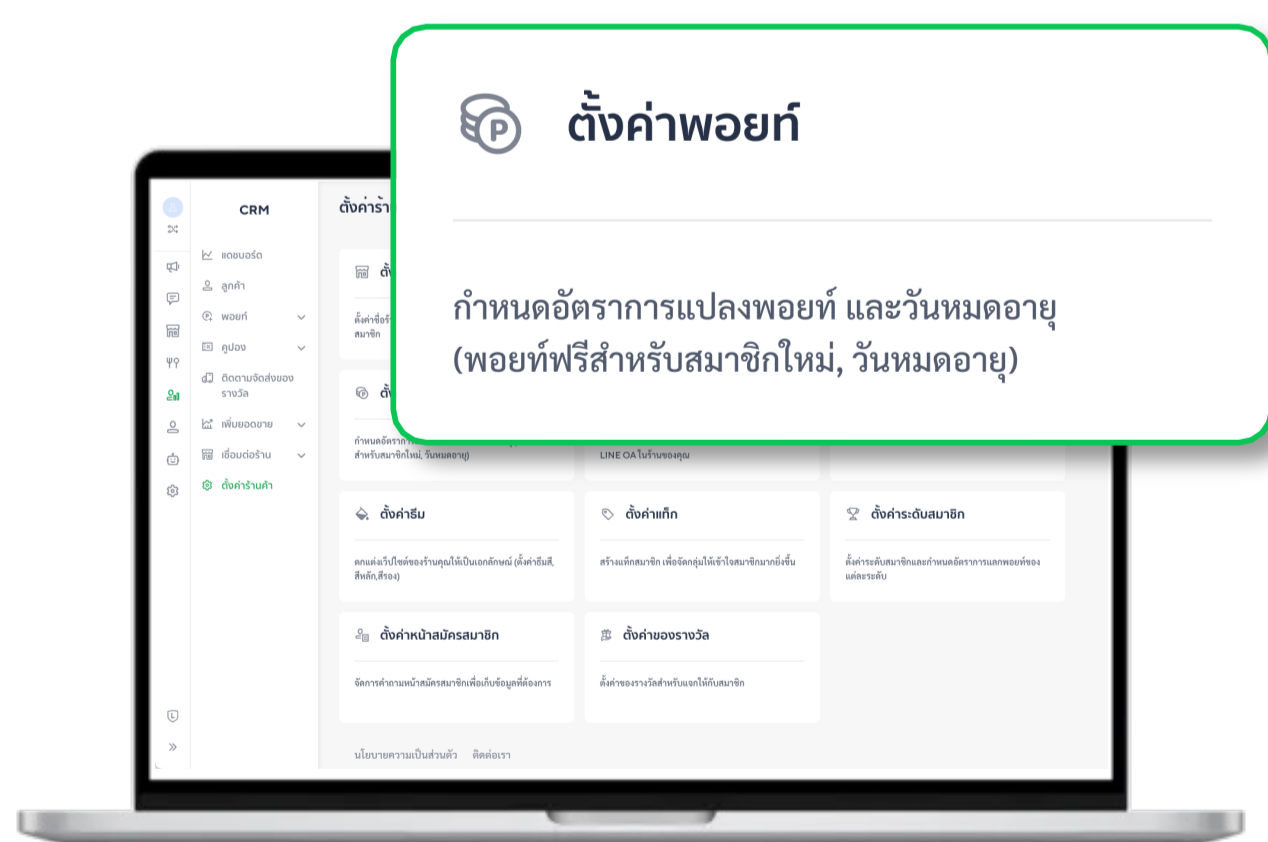 ตั้งค่าพอยท์
กำหนดอัตราการแปลงพอยท์ และวันหมดอายุ
(พอยท์ฟรีสำหรับสมาชิกใหม่, วันหมดอายุ)
CRM
แดชบอร์ด
ลูกค้า
พอยท์
คูปอง
ติดตามจัดส่งของ
รางวัล
เพิ่มยอดขาย
เชื่อมต่อร้าน
ตั้งค่าร้านค้า
สมาชิก
สำหรับสมาชิกใหม่, วันหมดอายุ)
LINE OA ในร้านของคุณ
ตั้งค่าธีม
ตกแต่งเว็ปไซต์ของร้านคุณให้เป็นเอกลักษณ์ (ตั้งค่าธีมสี,
สีหลัก,สีรอง)
ตั้งค่าแท็ก
สร้างแท็กสมาชิก เพื่อจัดกลุ่มให้เข้าใจสมาชิกมากยิ่งขึ้น
ตั้งค่าระดับสมาชิก
ตั้งค่าระดับสมาชิกและกำหนดอัตราการแลกพอยท์ของ
แต่ละระดับ
ตั้งค่าหน้าสมัครสมาชิก
จัดการคำถามหน้าสมัครสมาชิกเพื่อเก็บข้อมูลที่ต้องการ
ตั้งค่าของรางวัล
ตั้งค่าของรางวัลสำหรับแจกให้กับสมาชิก
นโยบายความเป็นส่วนตัว ติดต่อเรา